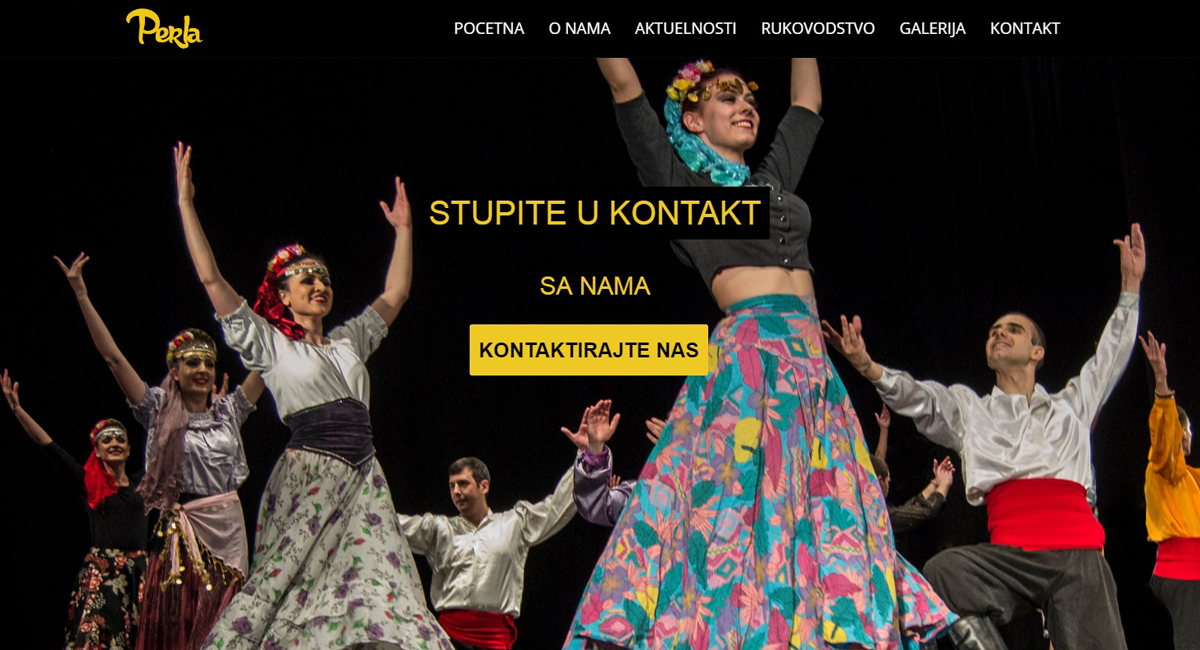 Perla
POCETNA O NAMA AKTUELNOSTI RUKOVODSTVO GALERIJA KONTAKT
STUPITE U KONTAKT
SA NAMA
KONTAKTIRAJTE NAS